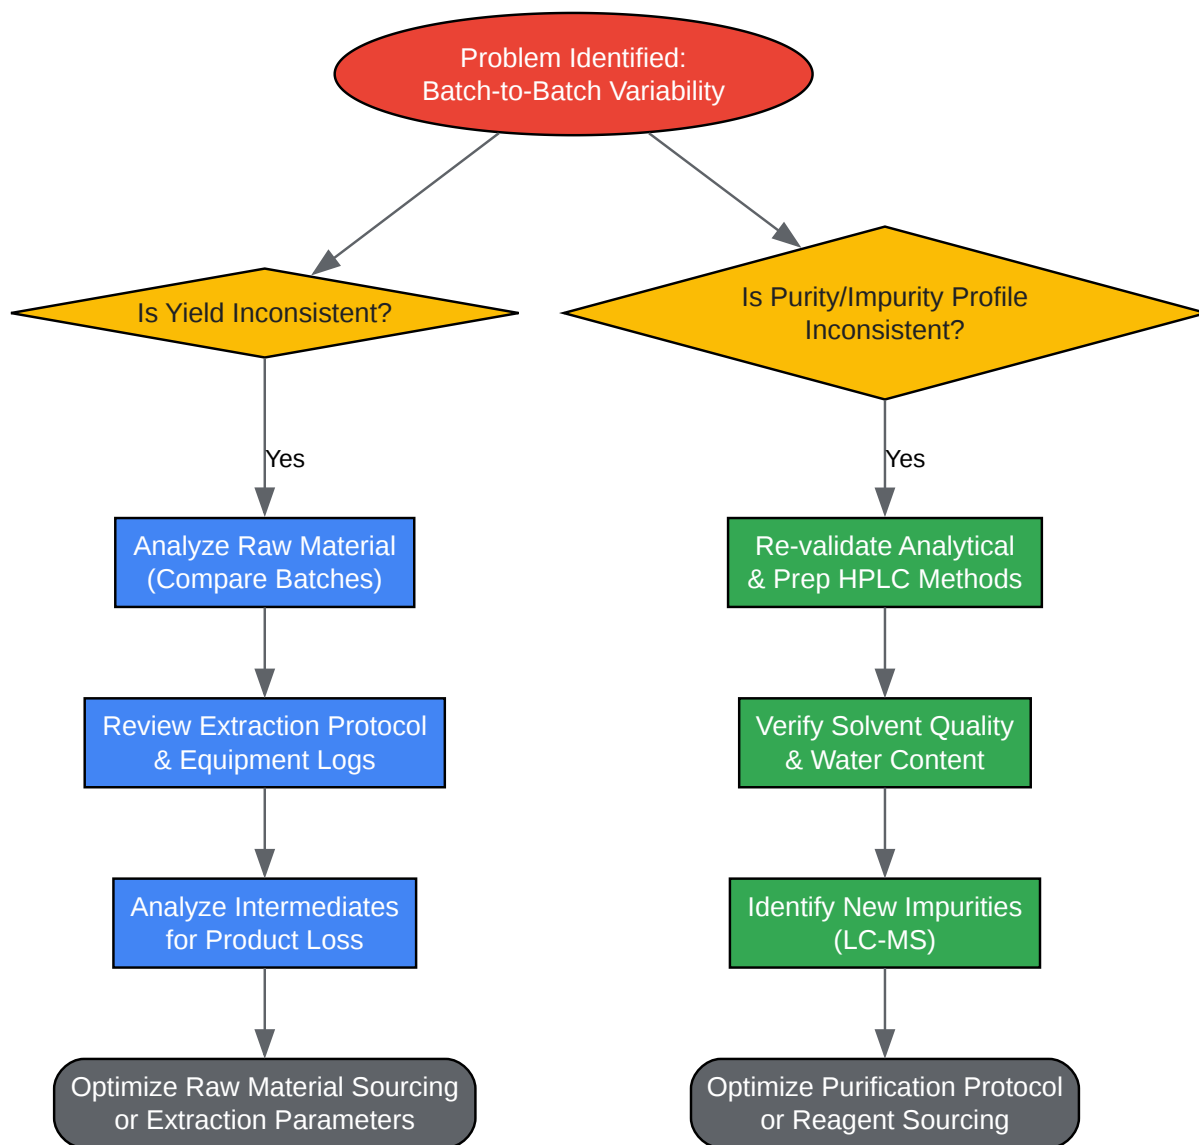 Problem Identified:
Batch-to-Batch Variability
Is Yield Inconsistent?
Is Purity/Impurity Profile
Inconsistent?
Yes
Yes
Analyze Raw Material
(Compare Batches)
Re-validate Analytical
& Prep HPLC Methods
Review Extraction Protocol
& Equipment Logs
Verify Solvent Quality
& Water Content
Analyze Intermediates
for Product Loss
Identify New Impurities
(LC-MS)
Optimize Raw Material Sourcing
or Extraction Parameters
Optimize Purification Protocol
or Reagent Sourcing